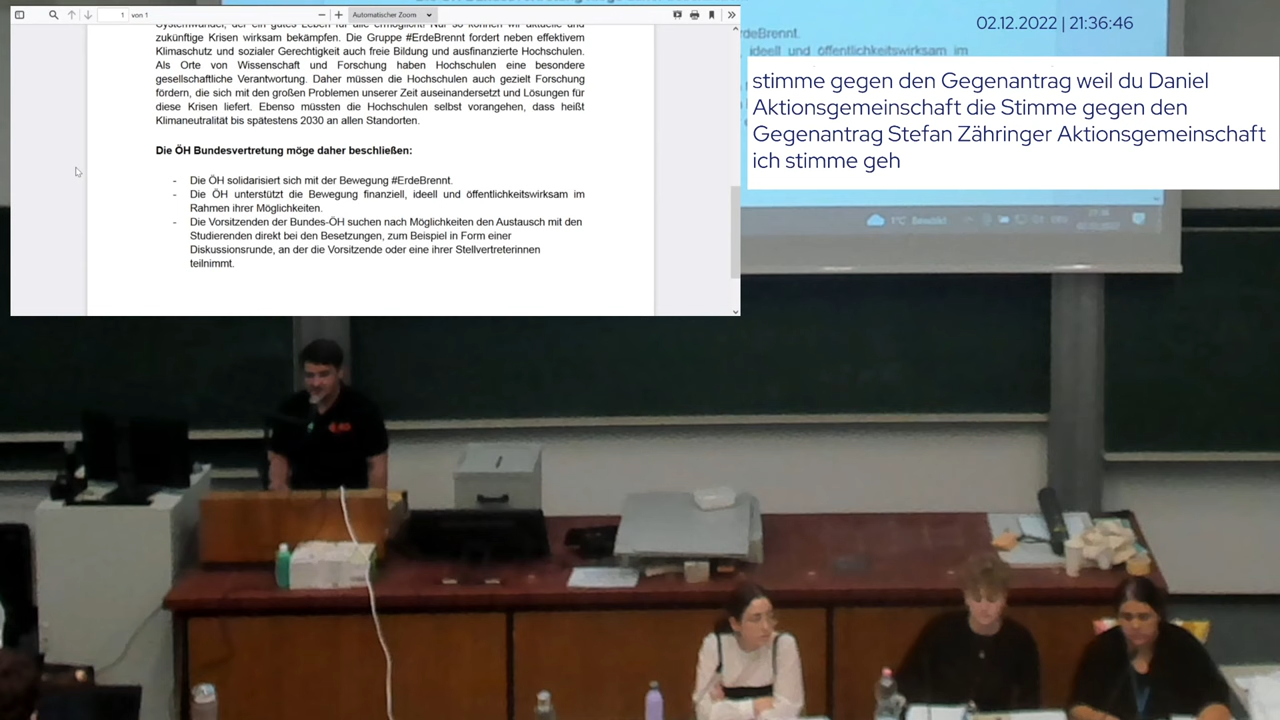 1 von 1
Automatischer Zoom
Systemwandel, der ein gutes Leben für alle ermöglicht! Nur so können wir aktuelle und
zukünftige Krisen wirksam bekämpfen. Die Gruppe #ErdeBrennt fordert neben effektivem
Klimaschutz und sozialer Gerechtigkeit auch freie Bildung und ausfinanzierte Hochschulen.
Als Orte von Wissenschaft und Forschung haben Hochschulen eine besondere
gesellschaftliche Verantwortung. Daher müssen die Hochschulen auch gezielt Forschung
fördern, die sich mit den großen Problemen unserer Zeit auseinandersetzt und Lösungen für
diese Krisen liefert. Ebenso müssten die Hochschulen selbst vorangehen, dass heißt
Klimaneutralität bis spätestens 2030 an allen Standorten.
Die ÖH Bundesvertretung möge daher beschließen:
- Die ÖH solidarisiert sich mit der Bewegung #ErdeBrennt.
- Die ÖH unterstützt die Bewegung finanziell, ideell und öffentlichkeitswirksam im
Rahmen ihrer Möglichkeiten.
- Die Vorsitzenden der Bundes-ÖH suchen nach Möglichkeiten den Austausch mit den
Studierenden direkt bei den Besetzungen, zum Beispiel in Form einer
Diskussionsrunde, an der die Vorsitzende oder eine ihrer Stellvertreterinnen
teilnimmt.
02.12.2022 | 21:36:46
ErdeBrennt.
ideell und öffentlichkeitswirksam im
stimme gegen den Gegenantrag weil du Daniel
Aktionsgemeinschaft die Stimme gegen den
Gegenantrag Stefan Zähringer Aktionsgemeinschaft
ich stimme geh
1°C Bewölkt